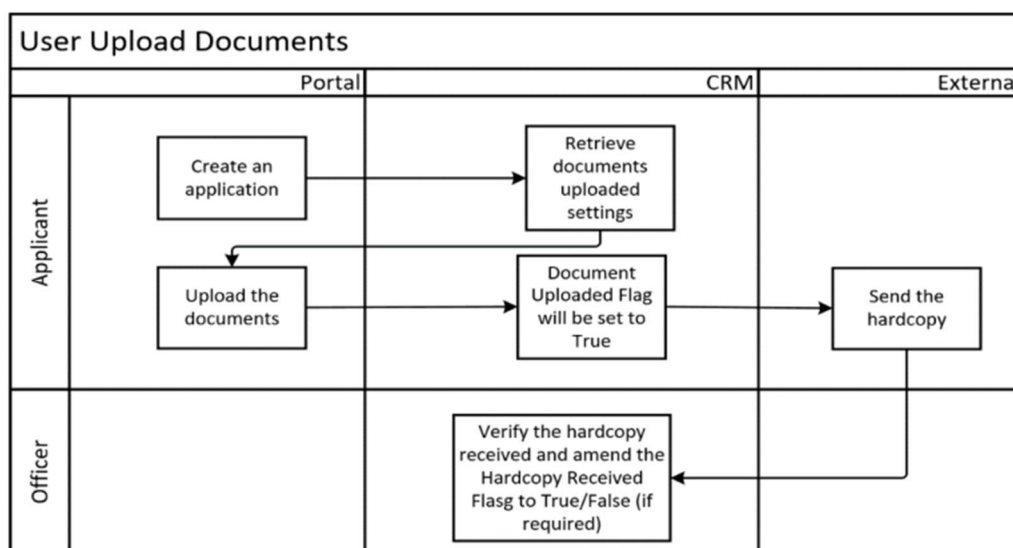 User Upload Documents
Portal
CRM
Externa
Applicant
Create an
application
Retrieve
documents
uploaded
settings
Upload the
documents
Document
Uploaded Flag
will be set to
True
Send the
hardcopy
Officer
Verify the hardcopy
received and amend the
Hardcopy Received
Flasg to True/False (if
required)